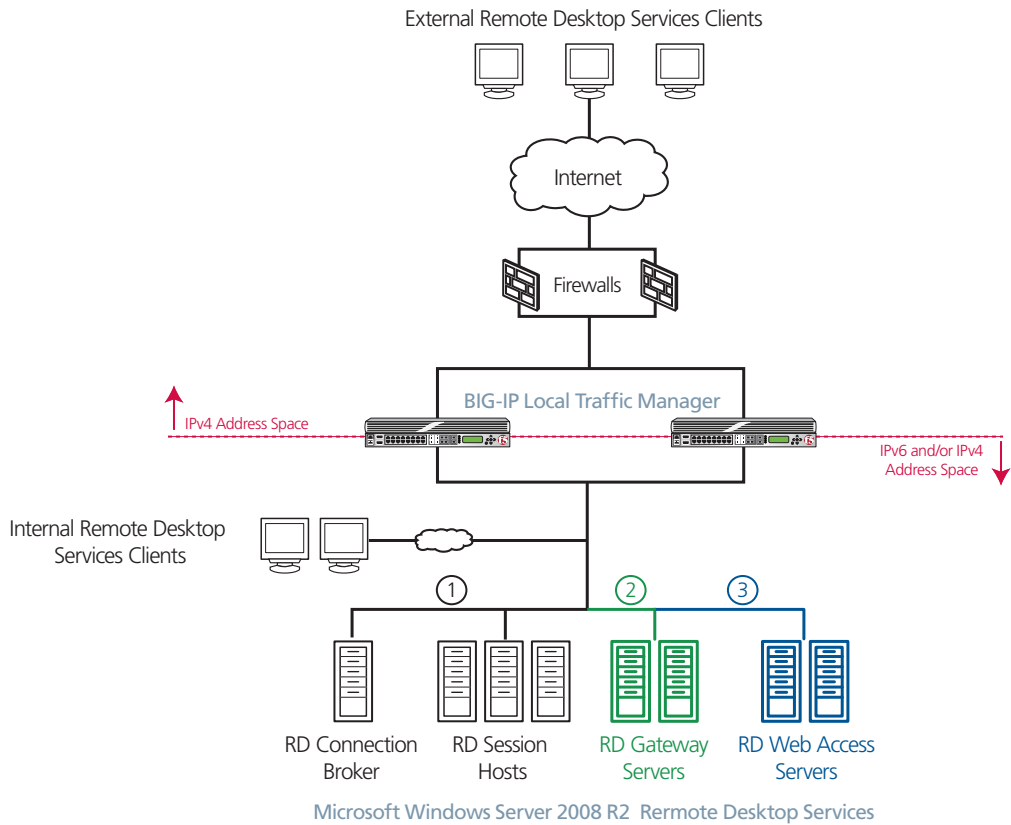 External Remote Desktop Services Clients
Internet
Firewalls
BIG-IP Local Traffic Manager
IPv4 Address Space
IPv6 and/or IPv4
Address Space
Internal Remote Desktop
Services Clients
1
2
3
RD Connection
Broker
RD Session
Hosts
RD Gateway
Servers
RD Web Access
Servers
Microsoft Windows Server 2008 R2 Rermote Desktop Services